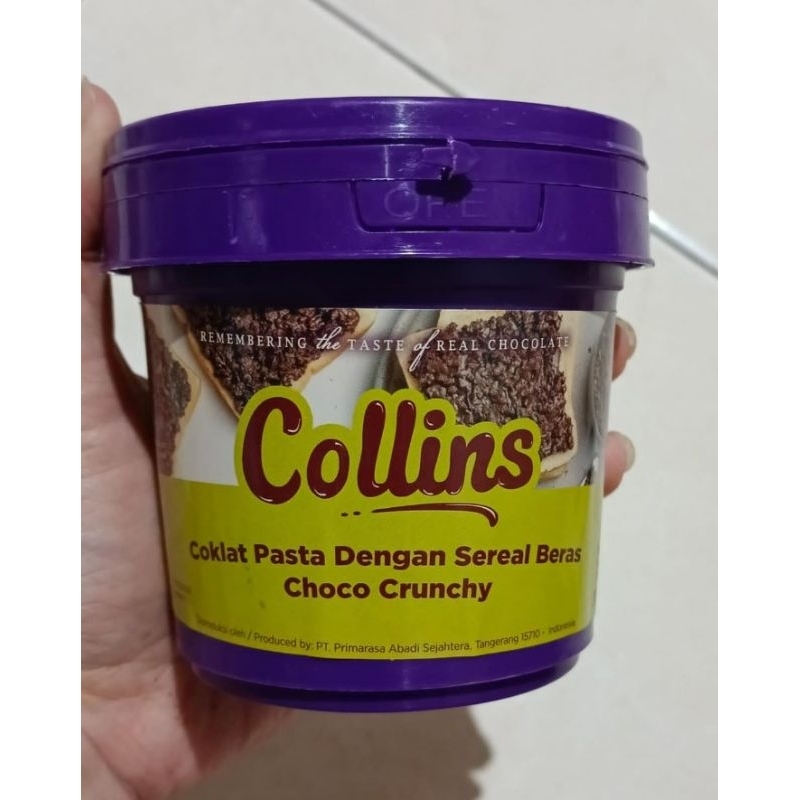 OPEN
REMEMBERING the TASTE of REAL CHOCOLATE
Collins
Coklat Pasta Dengan Sereal Beras
Choco Crunchy
Diproduksi oleh / Produced by: PT. Primarasa Abadi Sejahtera, Tangerang 15710 - Indonesia